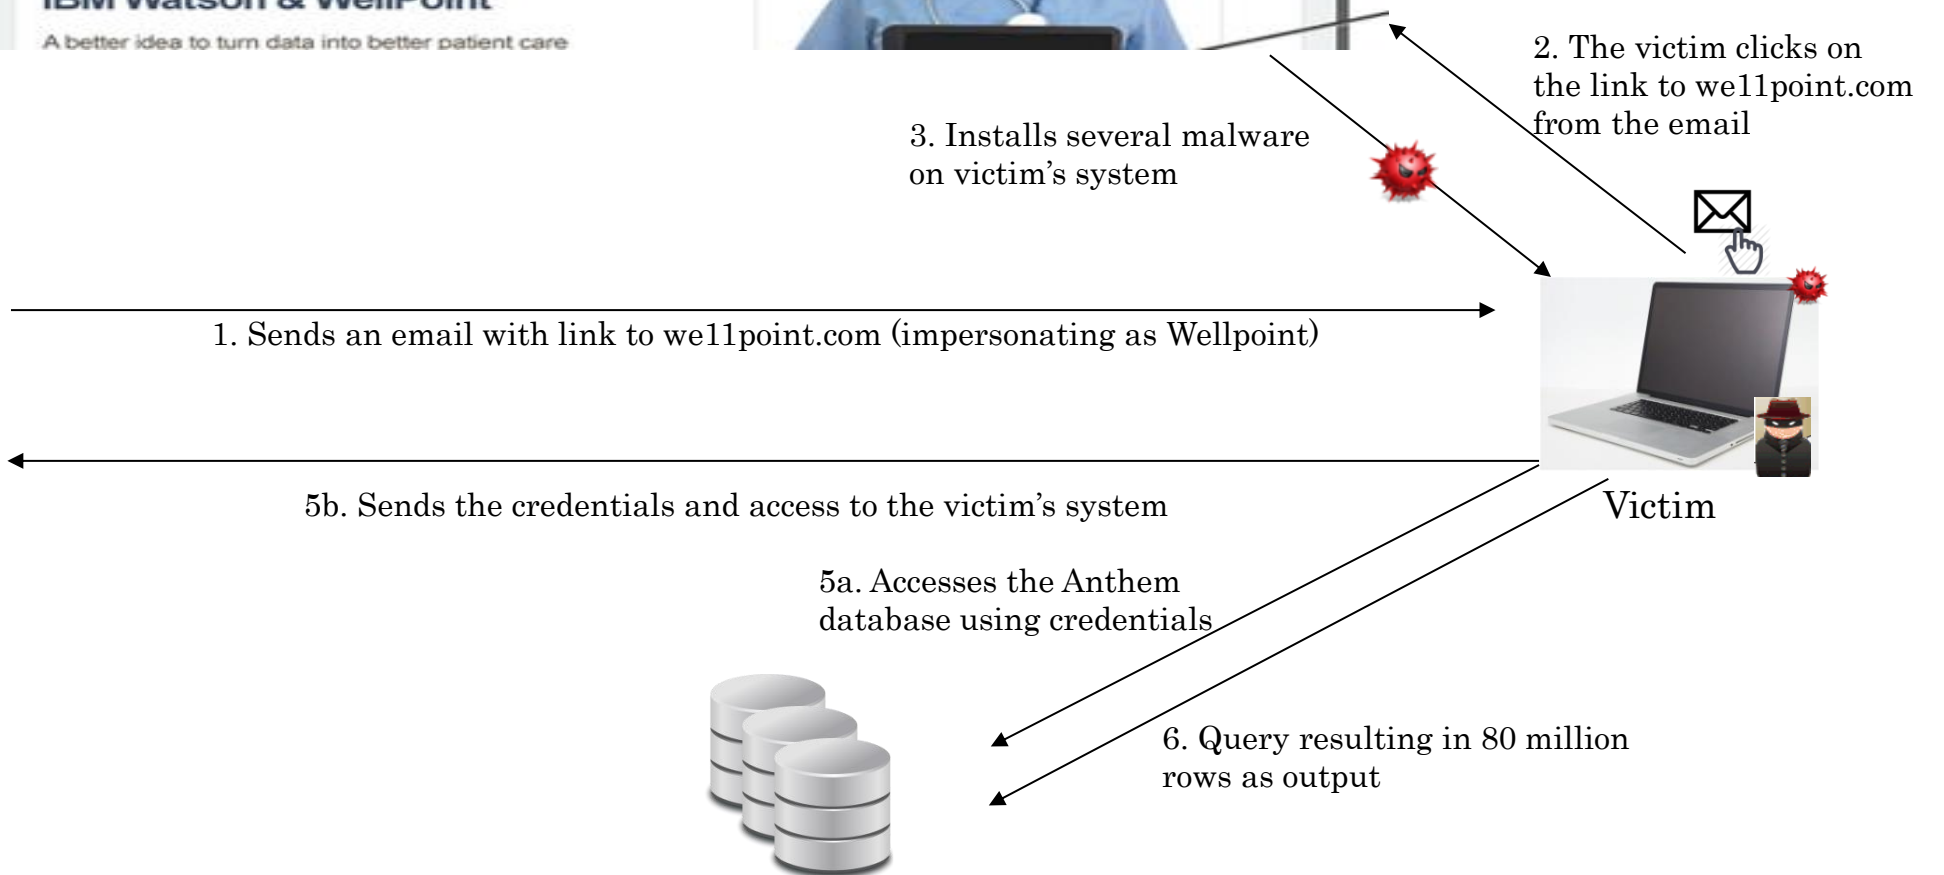 IBM Watson & WellPoint
A better idea to turn data into better patient care
2. The victim clicks on
the link to we11point.com
from the email
3. Installs several malware
on victim's system
1. Sends an email with link to we11point.com (impersonating as Wellpoint)
5b. Sends the credentials and access to the victim's system
Victim
5a. Accesses the Anthem
database using credentials
6. Query resulting in 80 million
rows as output